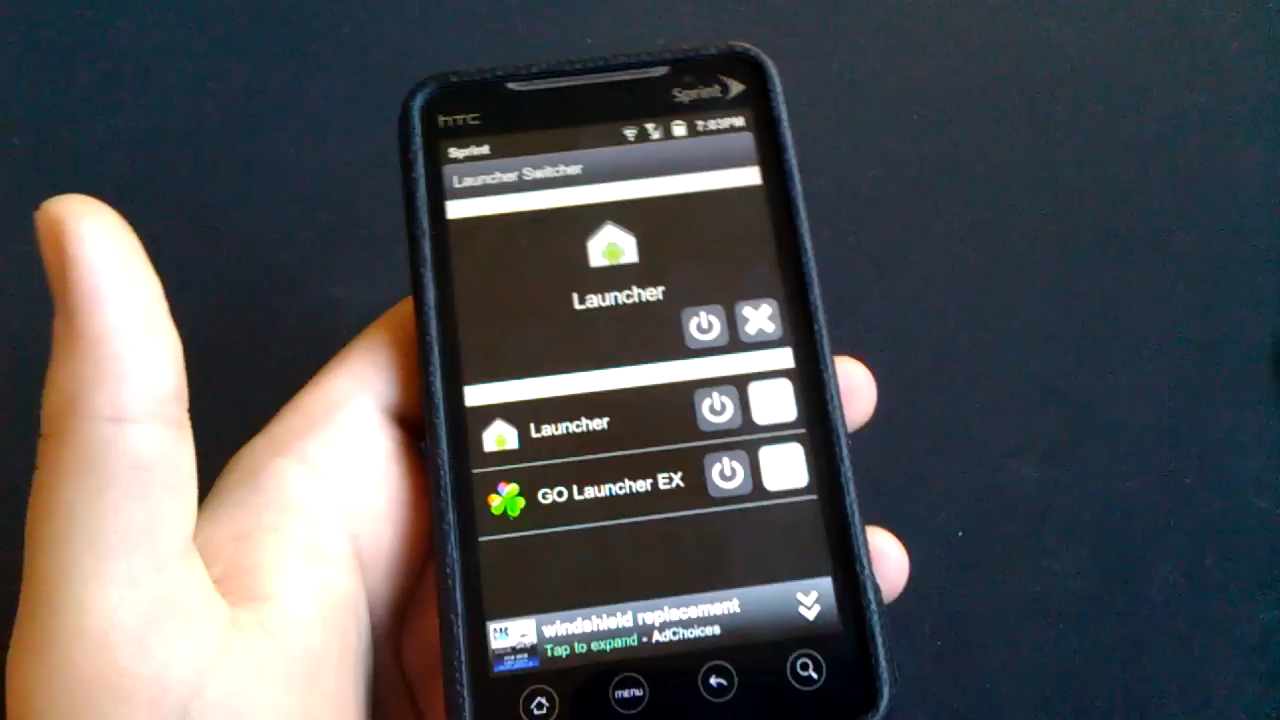 hTC
Sprint
Sprint
7:03PM
Launcher Switcher
Launcher
Launcher
GO Launcher EX
windshield replacement
Tap to expand - AdChoices
MENU